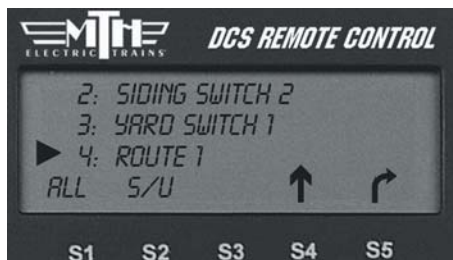 MTH DCS REMOTE CONTROL
ELECTRIC TRAINS
2: SIDING SWITCH 2
3: YARD SWITCH 1
4: ROUTE 1
ALL S/U
S1 S2 S3 S4 S5